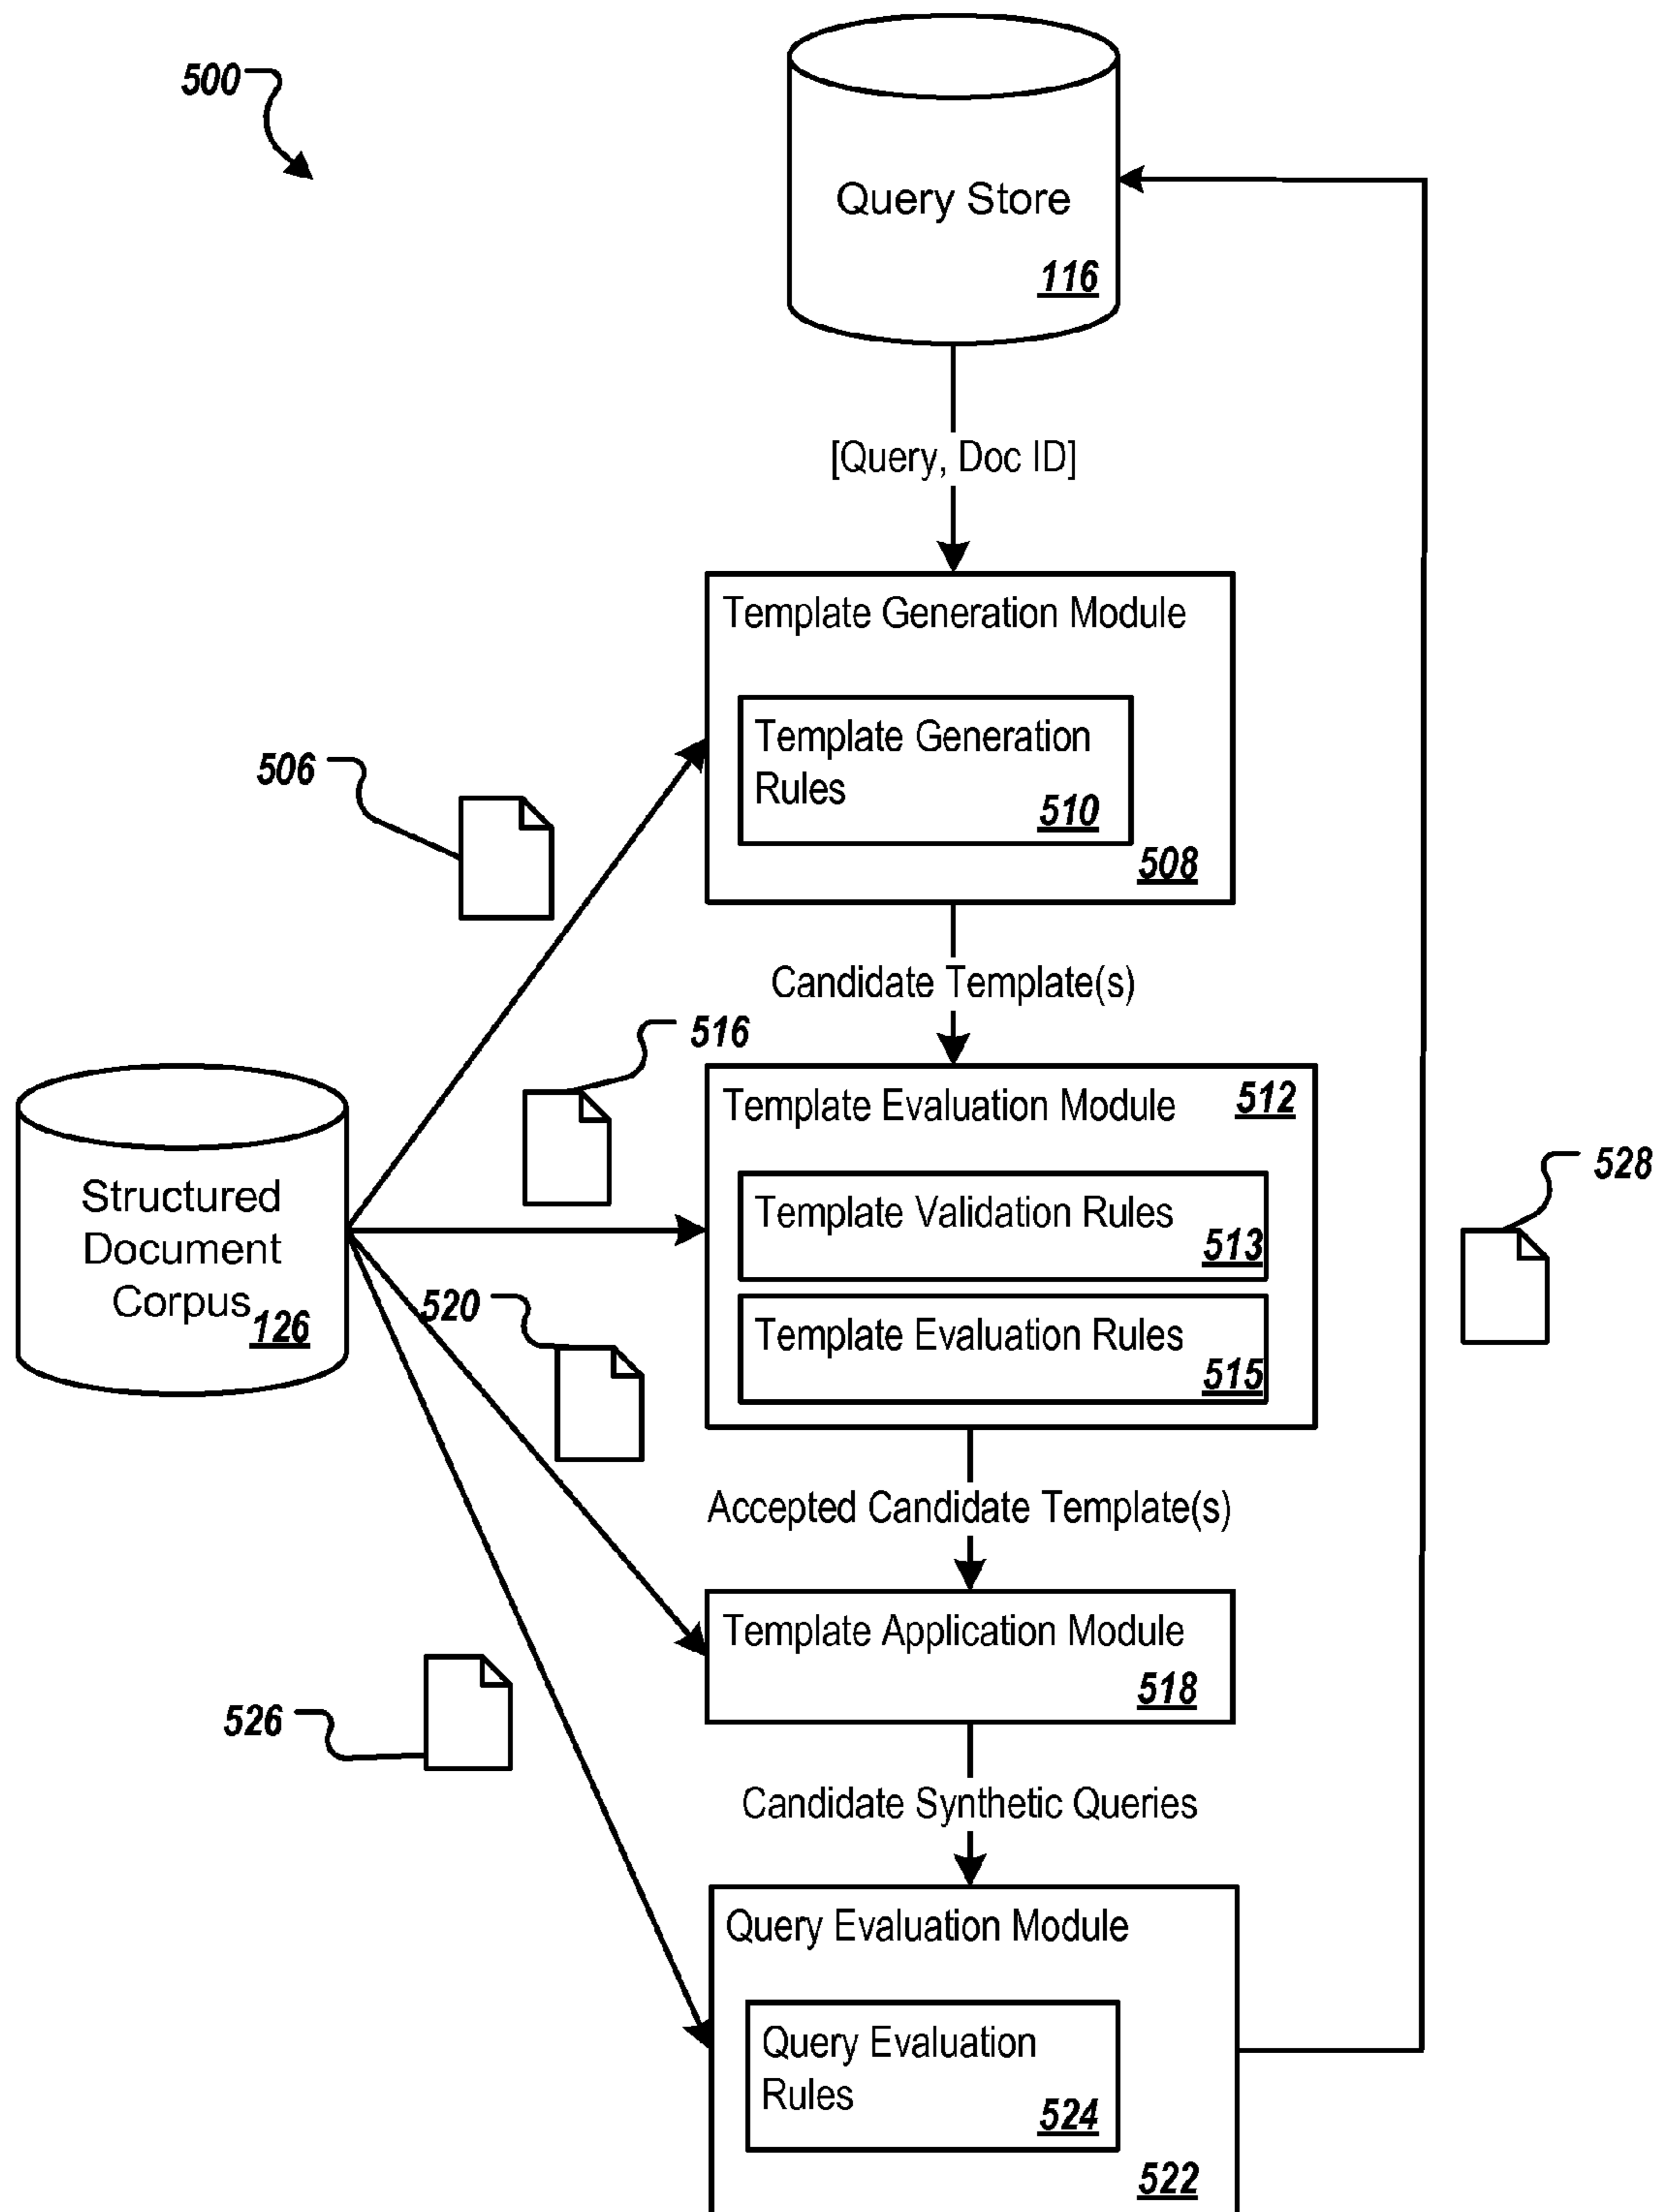 500
Query Store
116
[Query, Doc ID]
Template Generation Module
Template Generation
Rules
510
508
506
Candidate Template(s)
516
Template Evaluation Module
512
Template Validation Rules
513
Template Evaluation Rules
515
Structured
Document
Corpus
126
520
528
Accepted Candidate Template(s)
Template Application Module
518
526
Candidate Synthetic Queries
Query Evaluation Module
Query Evaluation
Rules
524
522